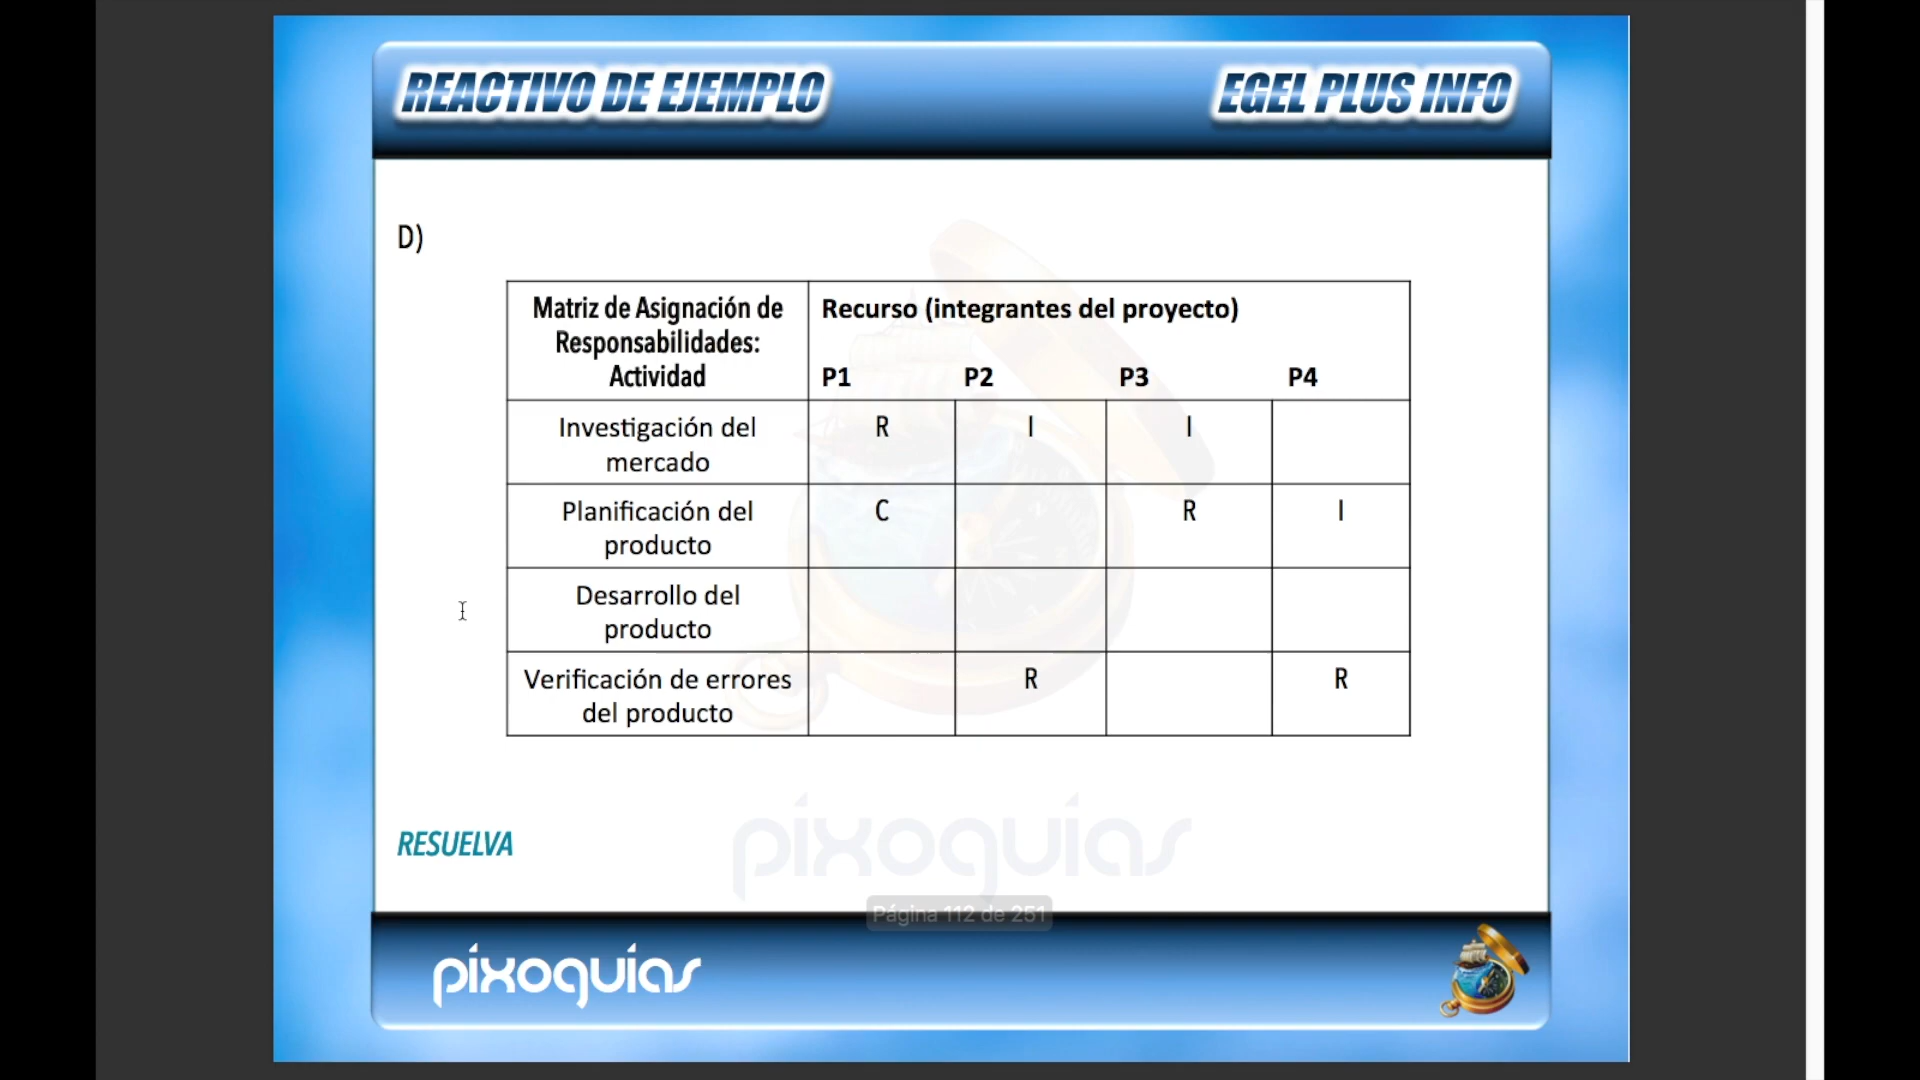 REACTIVO DE EJEMPLO
EGEL PLUS INFO
D)
Matriz de Asignación de
Responsabilidades:
Actividad
Recurso (integrantes del proyecto)
P1 P2 P3 P4
Investigación del
mercado
R I I
Planificación del
producto
C R I
Desarrollo del
producto
Verificación de errores
del producto
R R
RESUELVA
pixoguías
Página 112 de 251
pixoguías